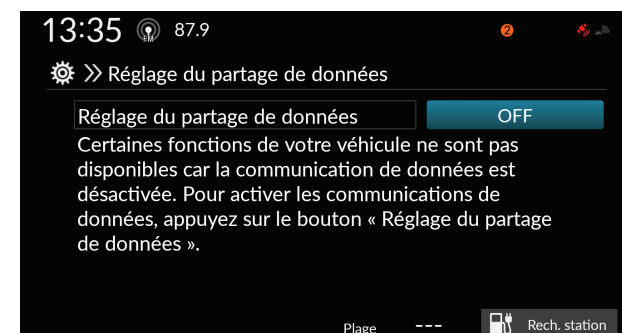 13:35 FM 87.9 2
Réglage du partage de données
Réglage du partage de données OFF
Certaines fonctions de votre véhicule ne sont pas
disponibles car la communication de données est
désactivée. Pour activer les communications de
données, appuyez sur le bouton « Réglage du partage
de données ».
Plage --- Rech. station